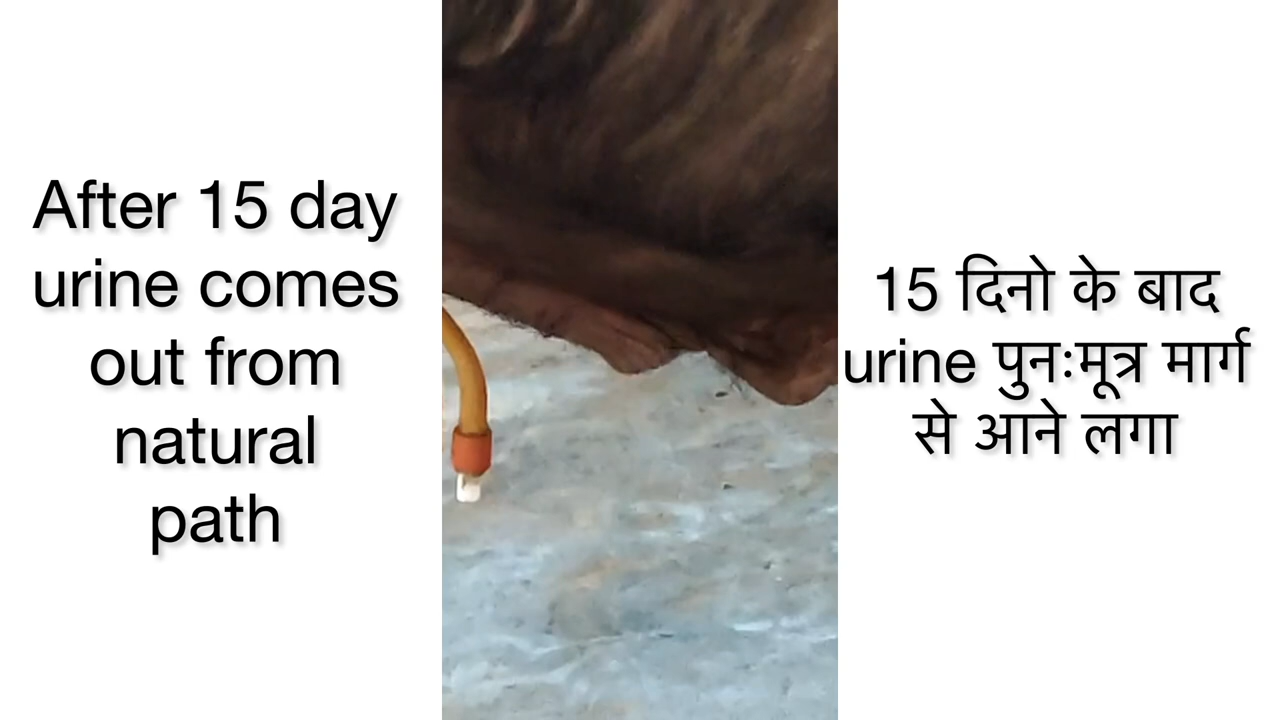 After 15 day
urine comes
out from
natural
path
15 दिनो के बाद
urine पुनःमूत्र मार्ग
से आने लगा